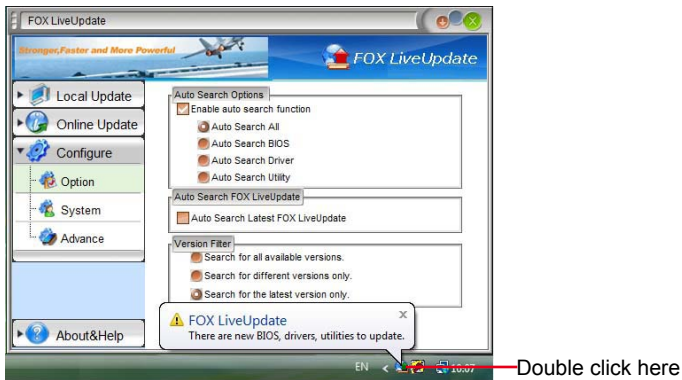 FOX LiveUpdate
Stronger,Faster and More Powerful
FOX LiveUpdate
Local Update
Online Update
Configure
Option
System
Advance
About&Help
Auto Search Options
Enable auto search function
Auto Search All
Auto Search BIOS
Auto Search Driver
Auto Search Utility
Auto Search FOX LiveUpdate
Auto Search Latest FOX LiveUpdate
Version Filter
Search for all available versions.
Search for different versions only.
Search for the latest version only.
FOX LiveUpdate
There are new BIOS, drivers, utilities to update.
EN
16:07
Double click here